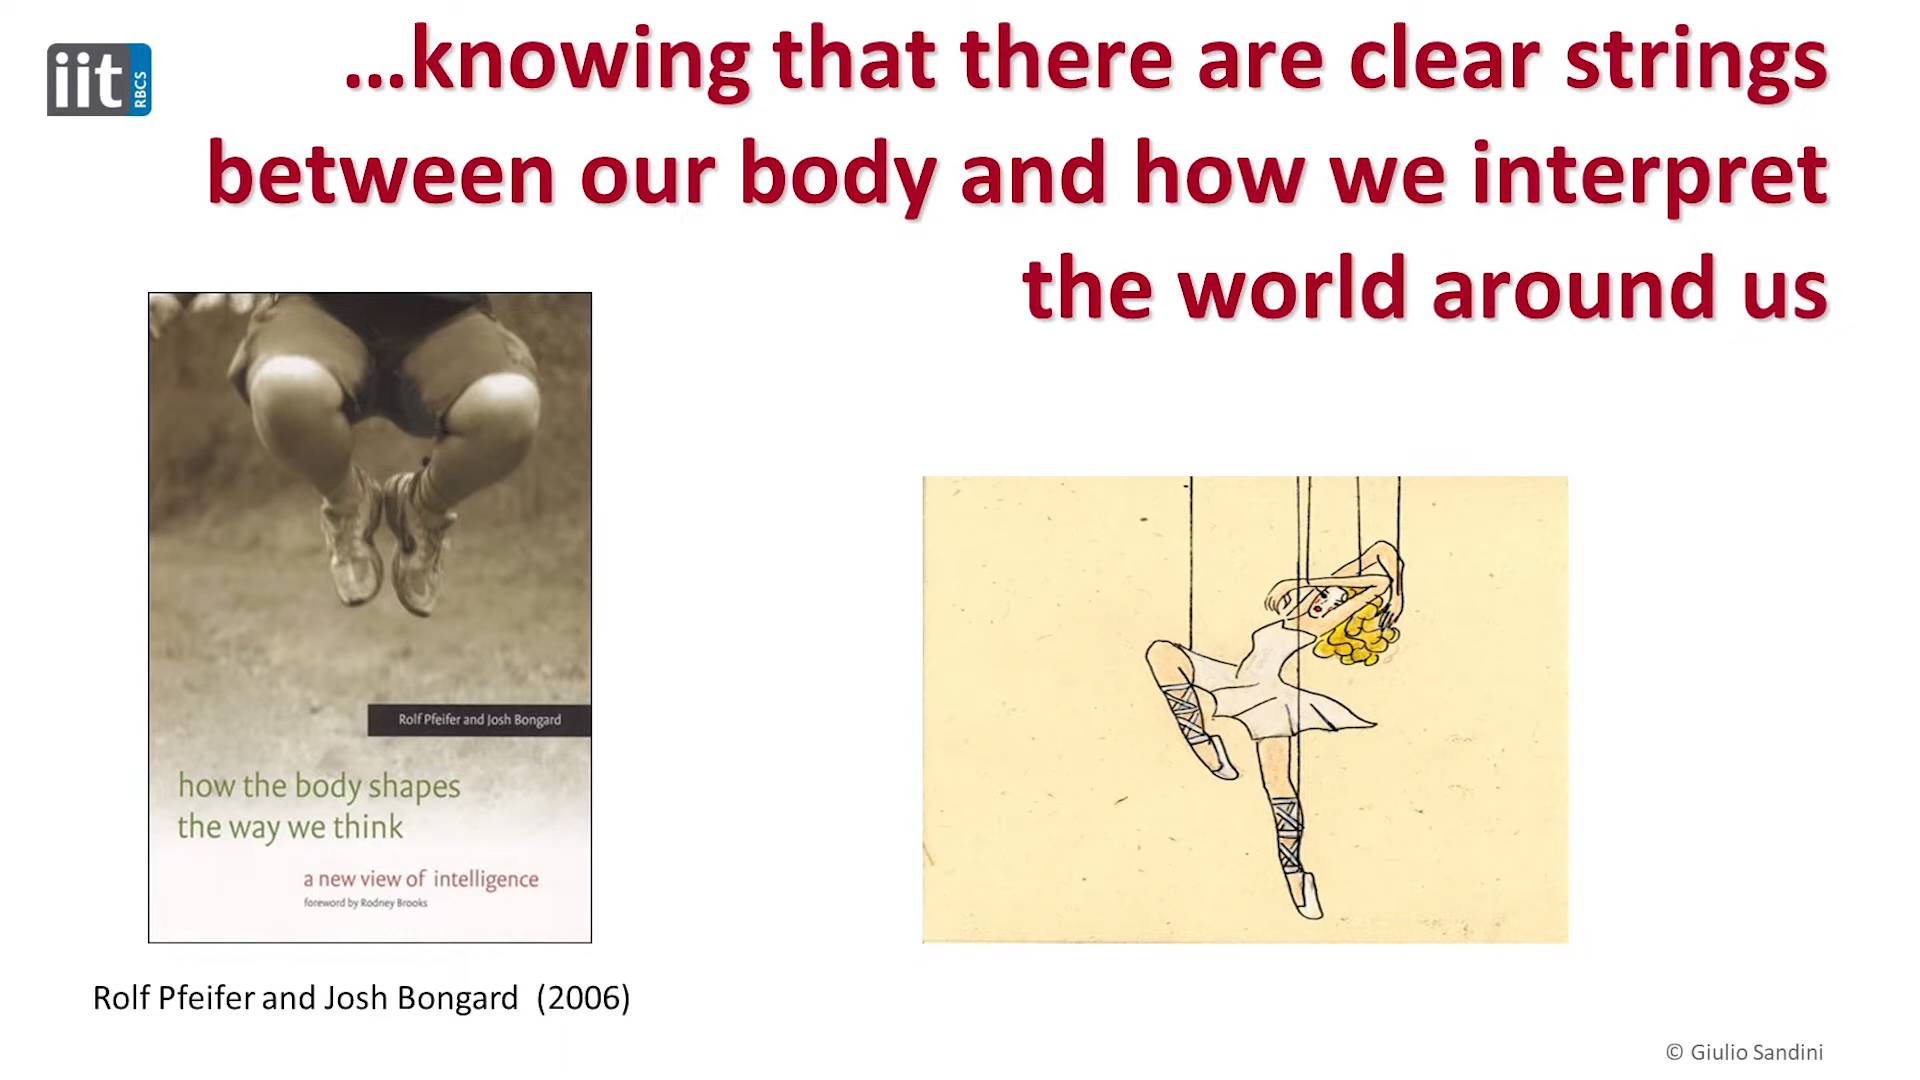 iit
RBCS
...knowing that there are clear strings
between our body and how we interpret
the world around us
Rolf Pfeifer and Josh Bongard
how the body shapes
the way we think
a new view of intelligence
foreword by Rodney Brooks
Rolf Pfeifer and Josh Bongard (2006)
© Giulio Sandini